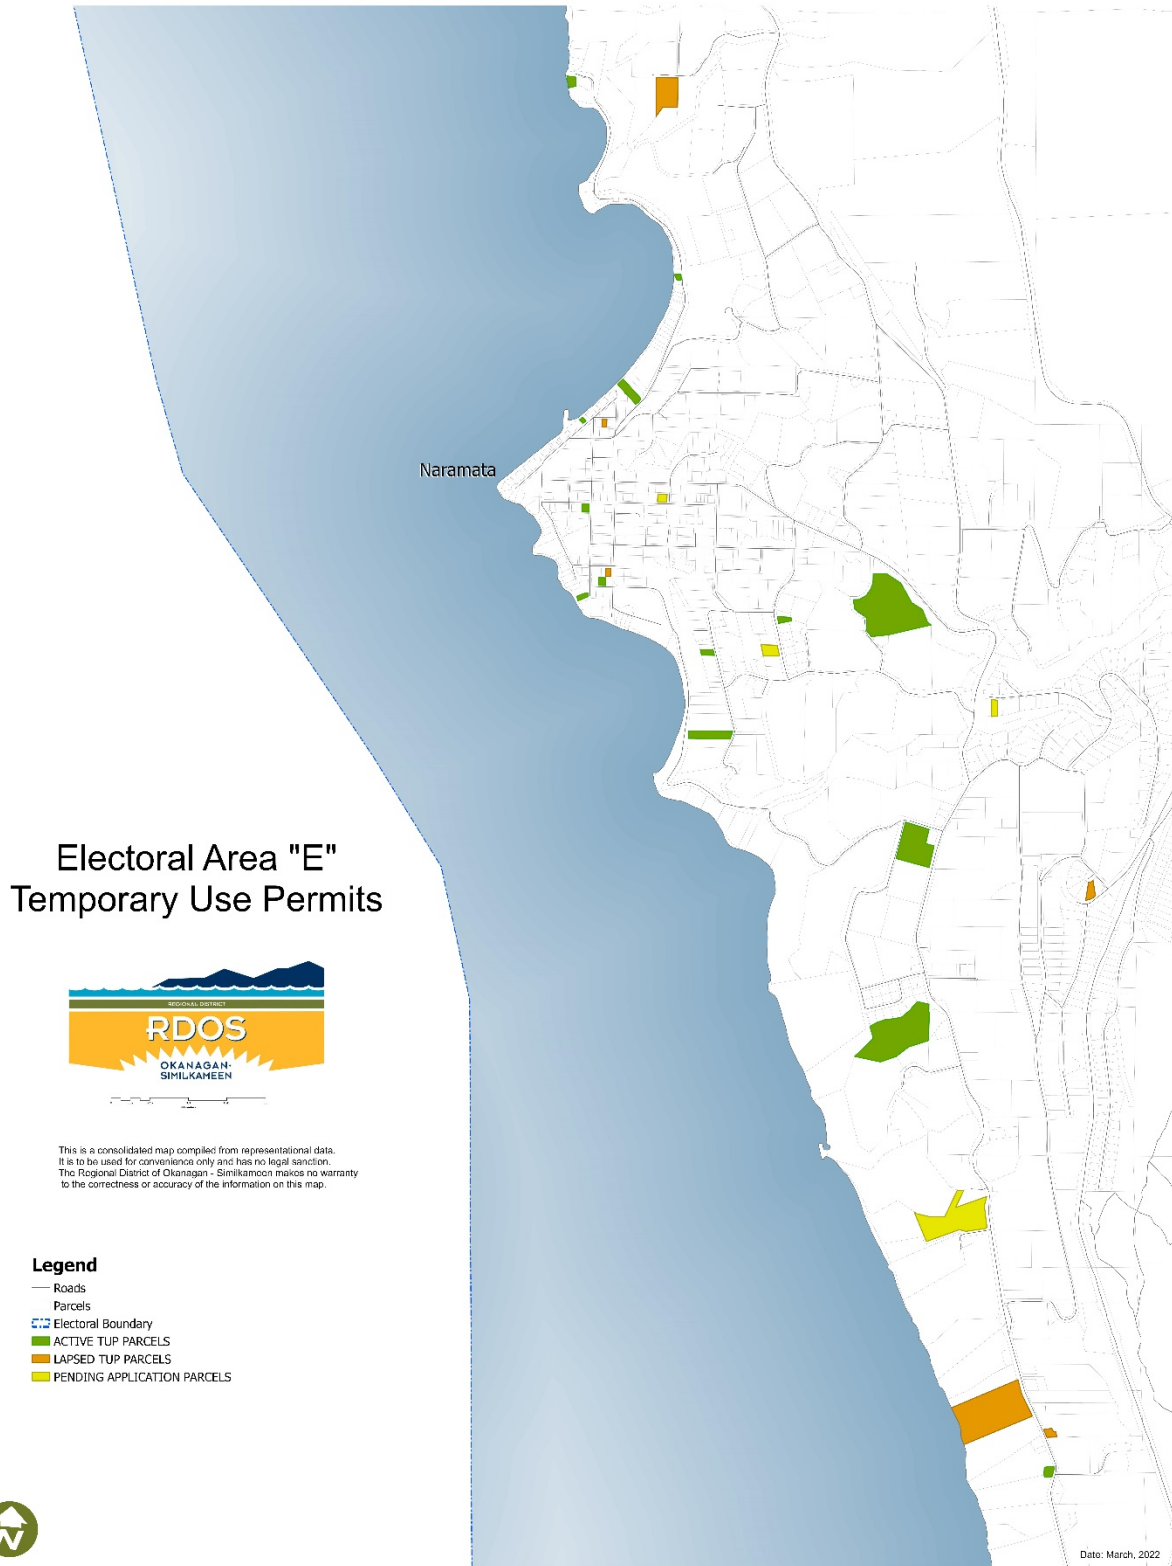 Naramata
Electoral Area "E"
Temporary Use Permits
REGIONAL DISTRICT
RDOS
OKANAGAN-
SIMILKAMEEN
This is a consolidated map compiled from representational data.
It is to be used for convenience only and has no legal sanction.
The Regional District of Okanagan - Similkameen makes no warranty
to the correctness or accuracy of the information on this map.
Legend
Roads
Parcels
Electoral Boundary
ACTIVE TUP PARCELS
LAPSED TUP PARCELS
PENDING APPLICATION PARCELS
N
Date: March, 2022